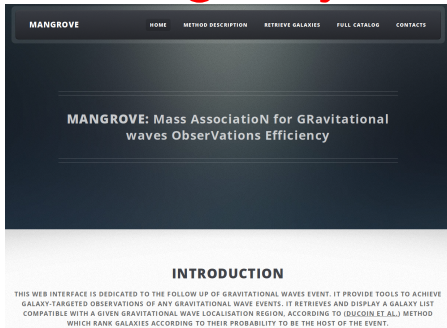 MANGROVE HOME METHOD DESCRIPTION RETRIEVE GALAXIES FULL CATALOG CONTACTS
MANGROVE: Mass AssociatioN for GRavitational
waves ObserVations Efficiency
INTRODUCTION
THIS WEB INTERFACE IS DEDICATED TO THE FOLLOW UP OF GRAVITATIONAL WAVES EVENT. IT PROVIDE TOOLS TO ACHIEVE
GALAXY-TARGETED OBSERVATIONS OF ANY GRAVITATIONAL WAVE EVENTS. IT RETRIEVES AND DISPLAY A GALAXY LIST
COMPATIBLE WITH A GIVEN GRAVITATIONAL WAVE LOCALISATION REGION, ACCORDING TO (DUCOIN ET AL.) METHOD
WHICH RANK GALAXIES ACCORDING TO THEIR PROBABILITY TO BE THE HOST OF THE EVENT.